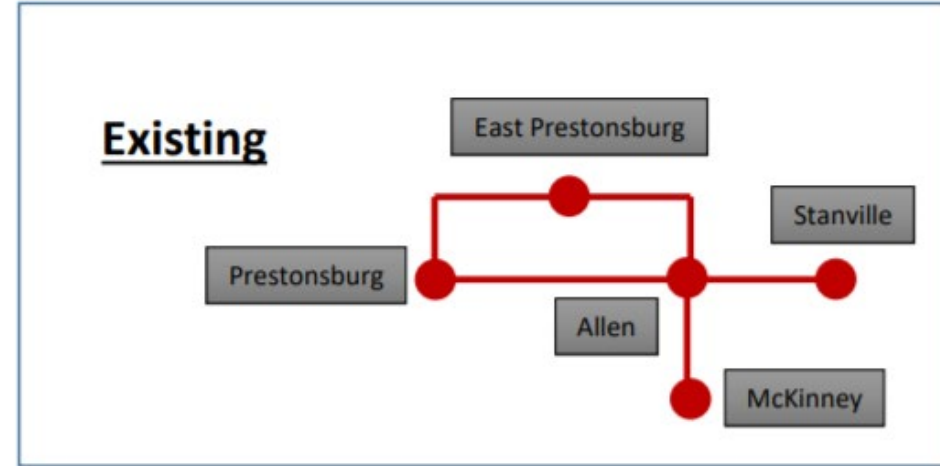 Existing
East Prestonsburg
Stanville
Prestonsburg
Allen
McKinney